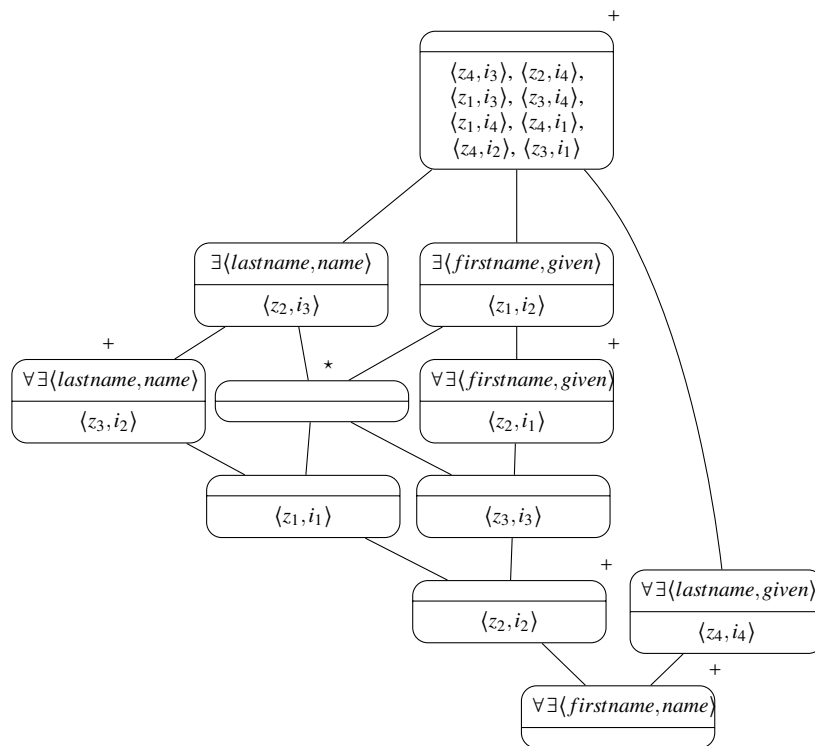 +
⟨z₄,i₃⟩, ⟨z₂,i₄⟩,
⟨z₁,i₃⟩, ⟨z₃,i₄⟩,
⟨z₁,i₄⟩, ⟨z₄,i₁⟩,
⟨z₄,i₂⟩, ⟨z₃,i₁⟩
∃⟨lastname,name⟩
⟨z₂,i₃⟩
∃⟨firstname,given⟩
⟨z₁,i₂⟩
+
∀∃⟨lastname,name⟩
⟨z₃,i₂⟩
⋆
+
∀∃⟨firstname,given⟩
⟨z₂,i₁⟩
⟨z₁,i₁⟩
⟨z₃,i₃⟩
+
⟨z₂,i₂⟩
∀∃⟨lastname,given⟩
⟨z₄,i₄⟩
+
∀∃⟨firstname,name⟩